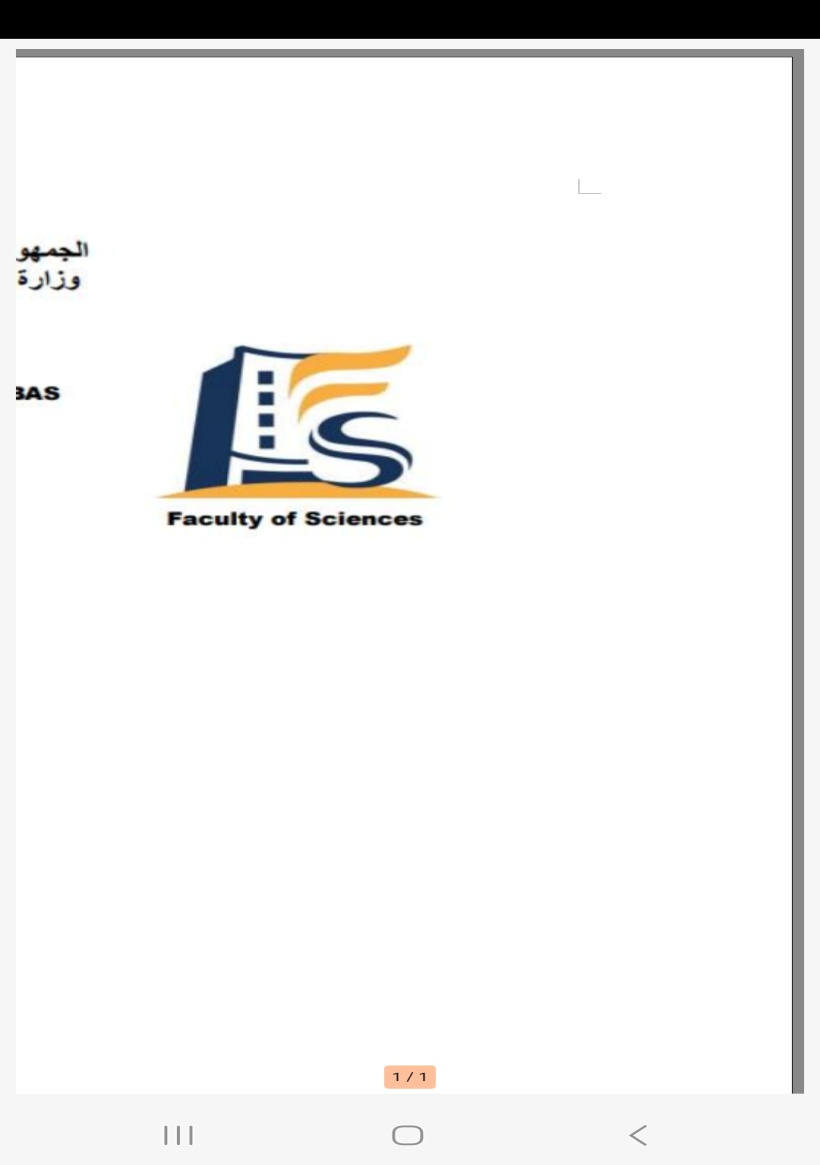 الجمهو
وزارة
BAS
Faculty of Sciences
1 / 1